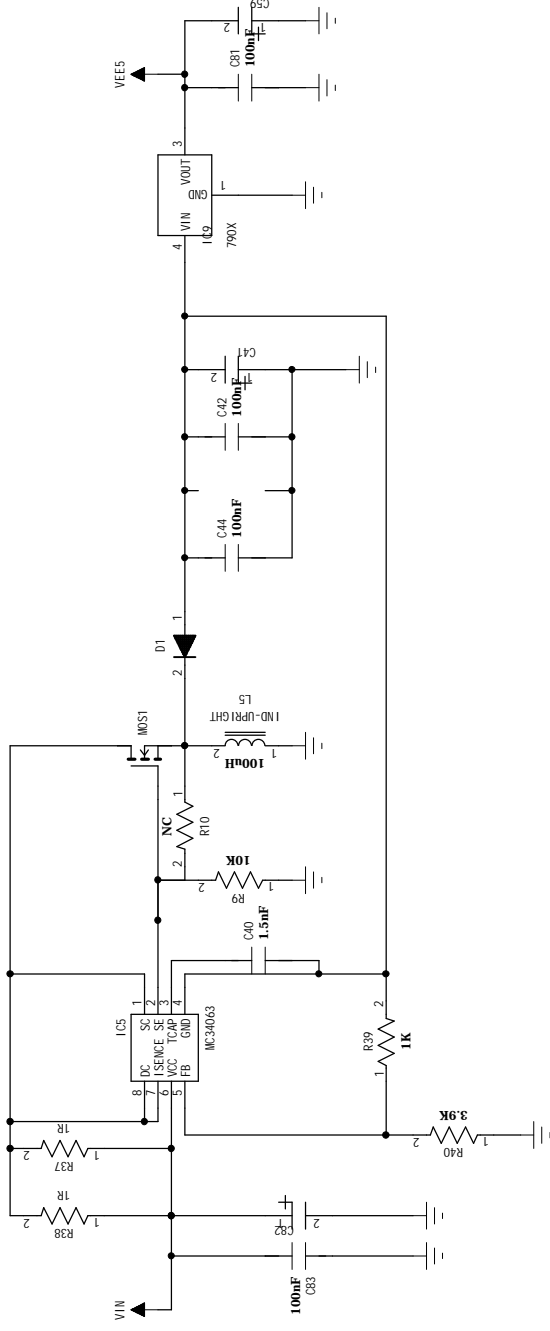 VEE5
C59
2
1
100nF
C81
3
VOUT
GND
1
VIN
IC9
790X
4
C41
2
1
C42
100nF
C44
100nF
1
D1
2
MOS1
2
1
L5
IND-UPRIGHT
100uH
NC
1
R10
2
10K
2
1
R9
C40
1.5nF
IC5
MC34063
1
SC
2
SE
3
TCAP
4
GND
8
DC
7
ISENCE
6
VCC
5
FB
2
R39
1K
1
3.9K
2
1
R40
1R
2
1
R37
1R
2
1
R38
C82
2
100nF
C83
VIN